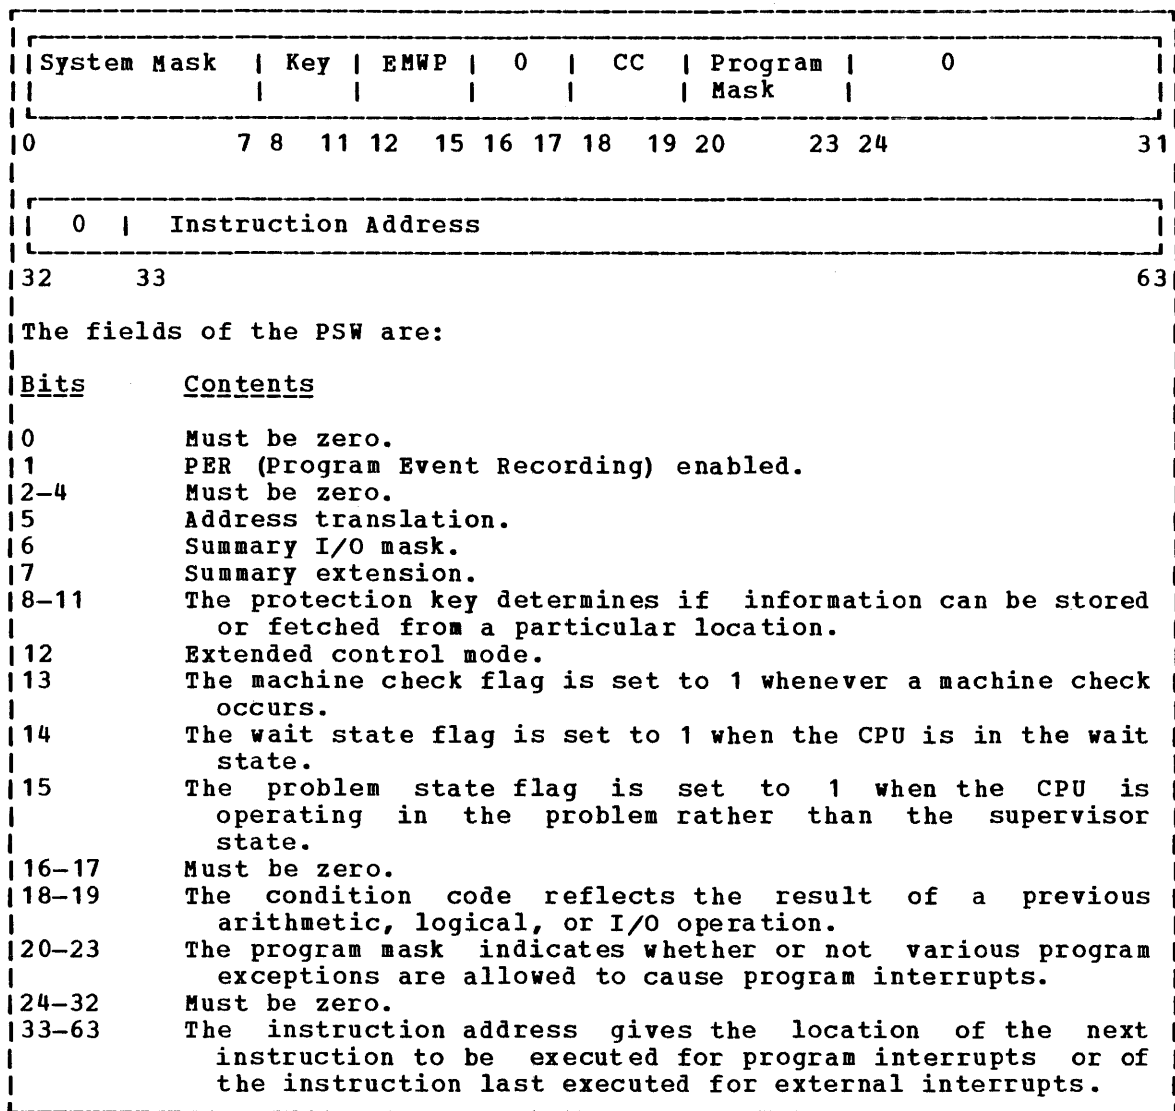 System Mask | Key | EMWP | 0 | CC | Program | 0
| | | | | Mask |
0 7 8 11 12 15 16 17 18 19 20 23 24 31
0 | Instruction Address
32 33 63
The fields of the PSW are:
Bits Contents
0 Must be zero.
1 PER (Program Event Recording) enabled.
2-4 Must be zero.
5 Address translation.
6 Summary I/O mask.
7 Summary extension.
8-11 The protection key determines if information can be stored
or fetched from a particular location.
12 Extended control mode.
13 The machine check flag is set to 1 whenever a machine check
occurs.
14 The wait state flag is set to 1 when the CPU is in the wait
state.
15 The problem state flag is set to 1 when the CPU is
operating in the problem rather than the supervisor
state.
16-17 Must be zero.
18-19 The condition code reflects the result of a previous
arithmetic, logical, or I/O operation.
20-23 The program mask indicates whether or not various program
exceptions are allowed to cause program interrupts.
24-32 Must be zero.
33-63 The instruction address gives the location of the next
instruction to be executed for program interrupts or of
the instruction last executed for external interrupts.